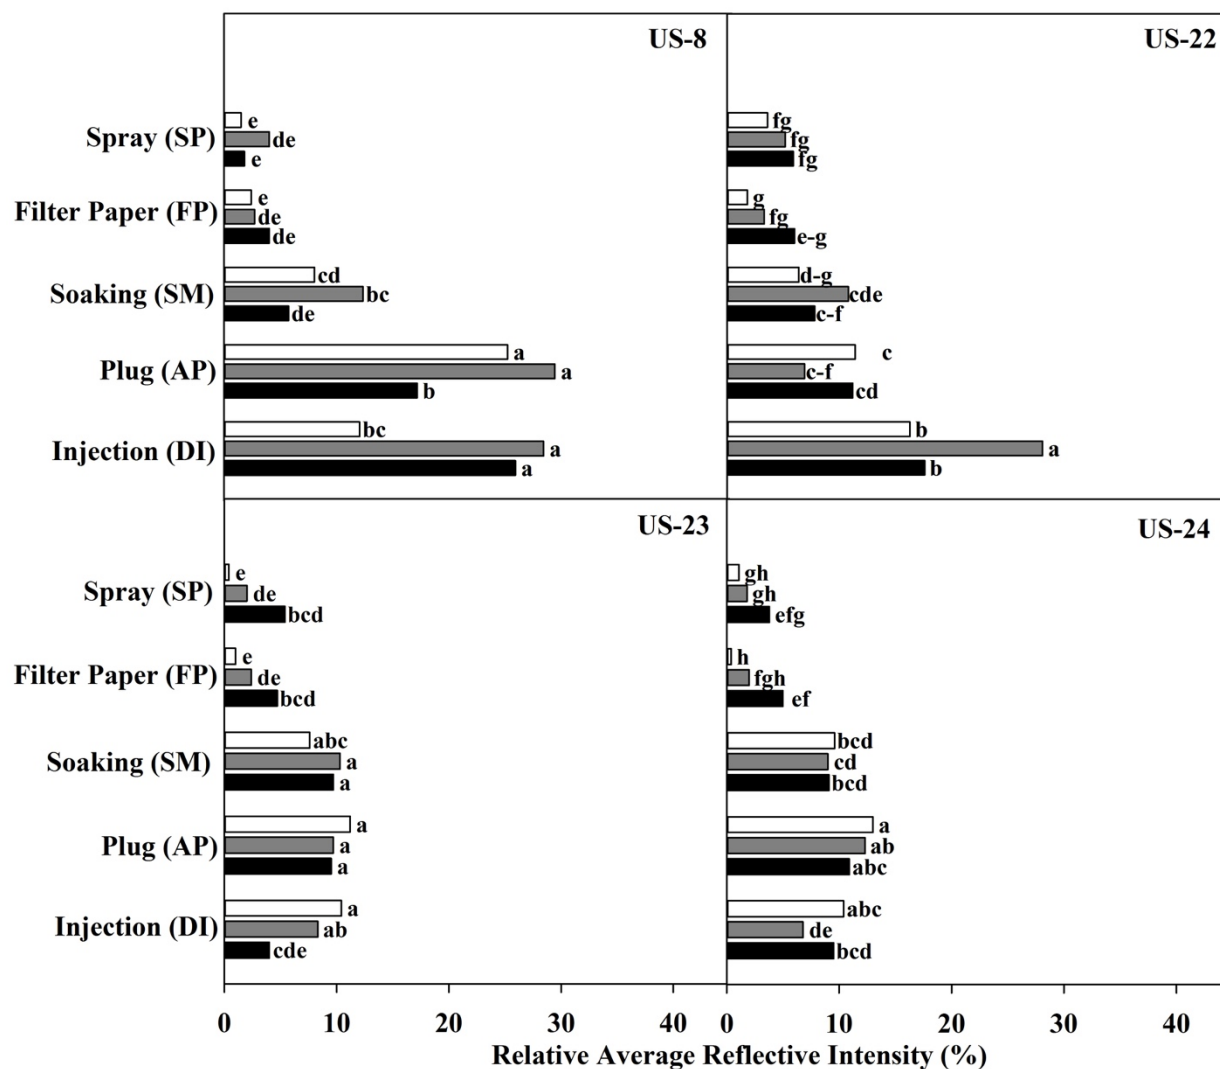 US-8
US-22
Spray (SP)
e
de
e
fg
fg
fg
Filter Paper (FP)
e
de
de
g
fg
e-g
Soaking (SM)
cd
bc
de
d-g
cde
c-f
Plug (AP)
a
a
b
c
c-f
cd
Injection (DI)
bc
a
a
b
a
b
US-23
US-24
Spray (SP)
e
de
bcd
gh
gh
efg
Filter Paper (FP)
e
de
bcd
h
fgh
ef
Soaking (SM)
abc
a
a
bcd
cd
bcd
Plug (AP)
a
a
a
a
ab
abc
Injection (DI)
a
ab
cde
abc
de
bcd
0 10 20 30 40 0 10 20 30 40
Relative Average Reflective Intensity (%)